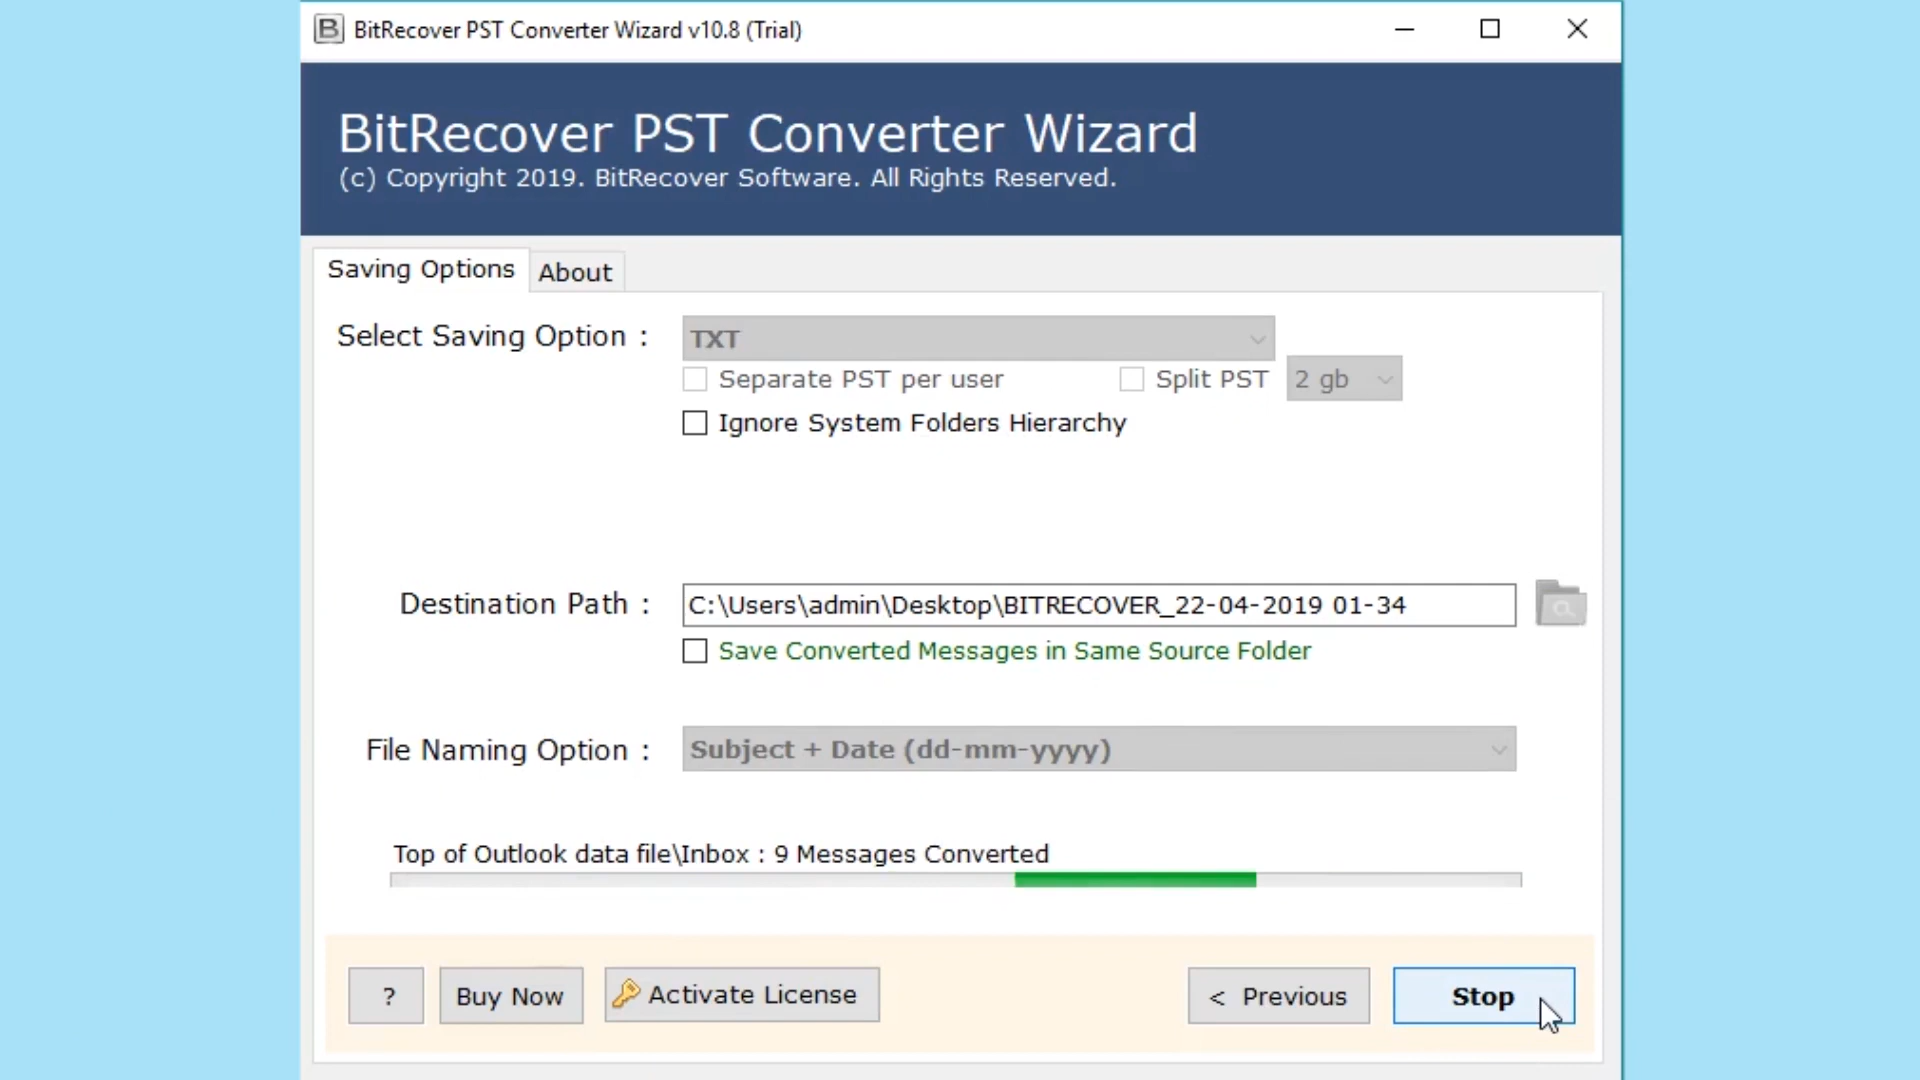 BitRecover PST Converter Wizard v10.8 (Trial)
BitRecover PST Converter Wizard
(c) Copyright 2019. BitRecover Software. All Rights Reserved.
Saving Options
About
Select Saving Option :
TXT
Separate PST per user
Split PST
2 gb
Ignore System Folders Hierarchy
Destination Path :
C:\Users\admin\Desktop\BITRECOVER_22-04-2019 01-34
Save Converted Messages in Same Source Folder
File Naming Option :
Subject + Date (dd-mm-yyyy)
Top of Outlook data file\Inbox : 9 Messages Converted
?
Buy Now
Activate License
< Previous
Stop